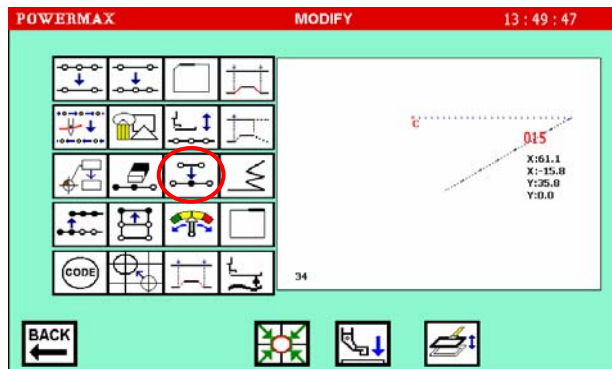 POWERMAX MODIFY 13:49:47
C
015
X:61.1
X:-15.8
Y:35.8
Y:0.0
CODE
34
BACK